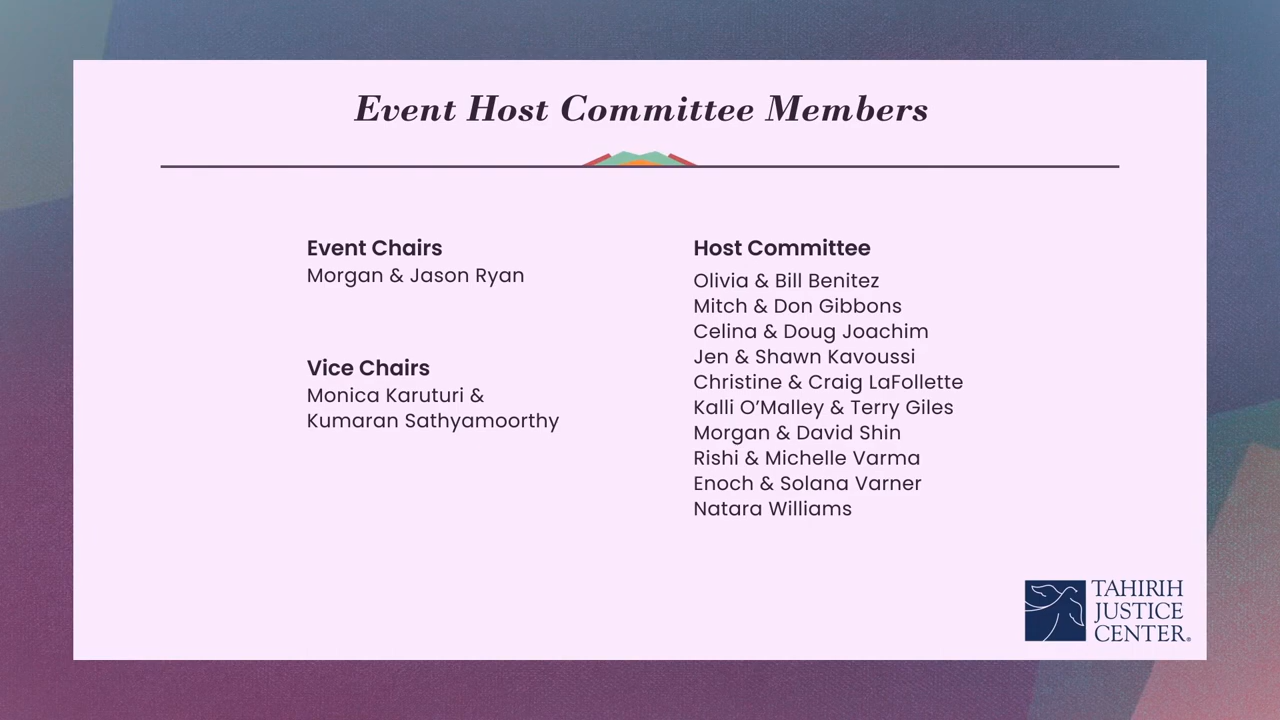 Event Host Committee Members
Event Chairs
Morgan & Jason Ryan
Vice Chairs
Monica Karuturi &
Kumaran Sathyamoorthy
Host Committee
Olivia & Bill Benitez
Mitch & Don Gibbons
Celina & Doug Joachim
Jen & Shawn Kavoussi
Christine & Craig LaFollette
Kalli O’Malley & Terry Giles
Morgan & David Shin
Rishi & Michelle Varma
Enoch & Solana Varner
Natara Williams
TAHIRIH
JUSTICE
CENTER®